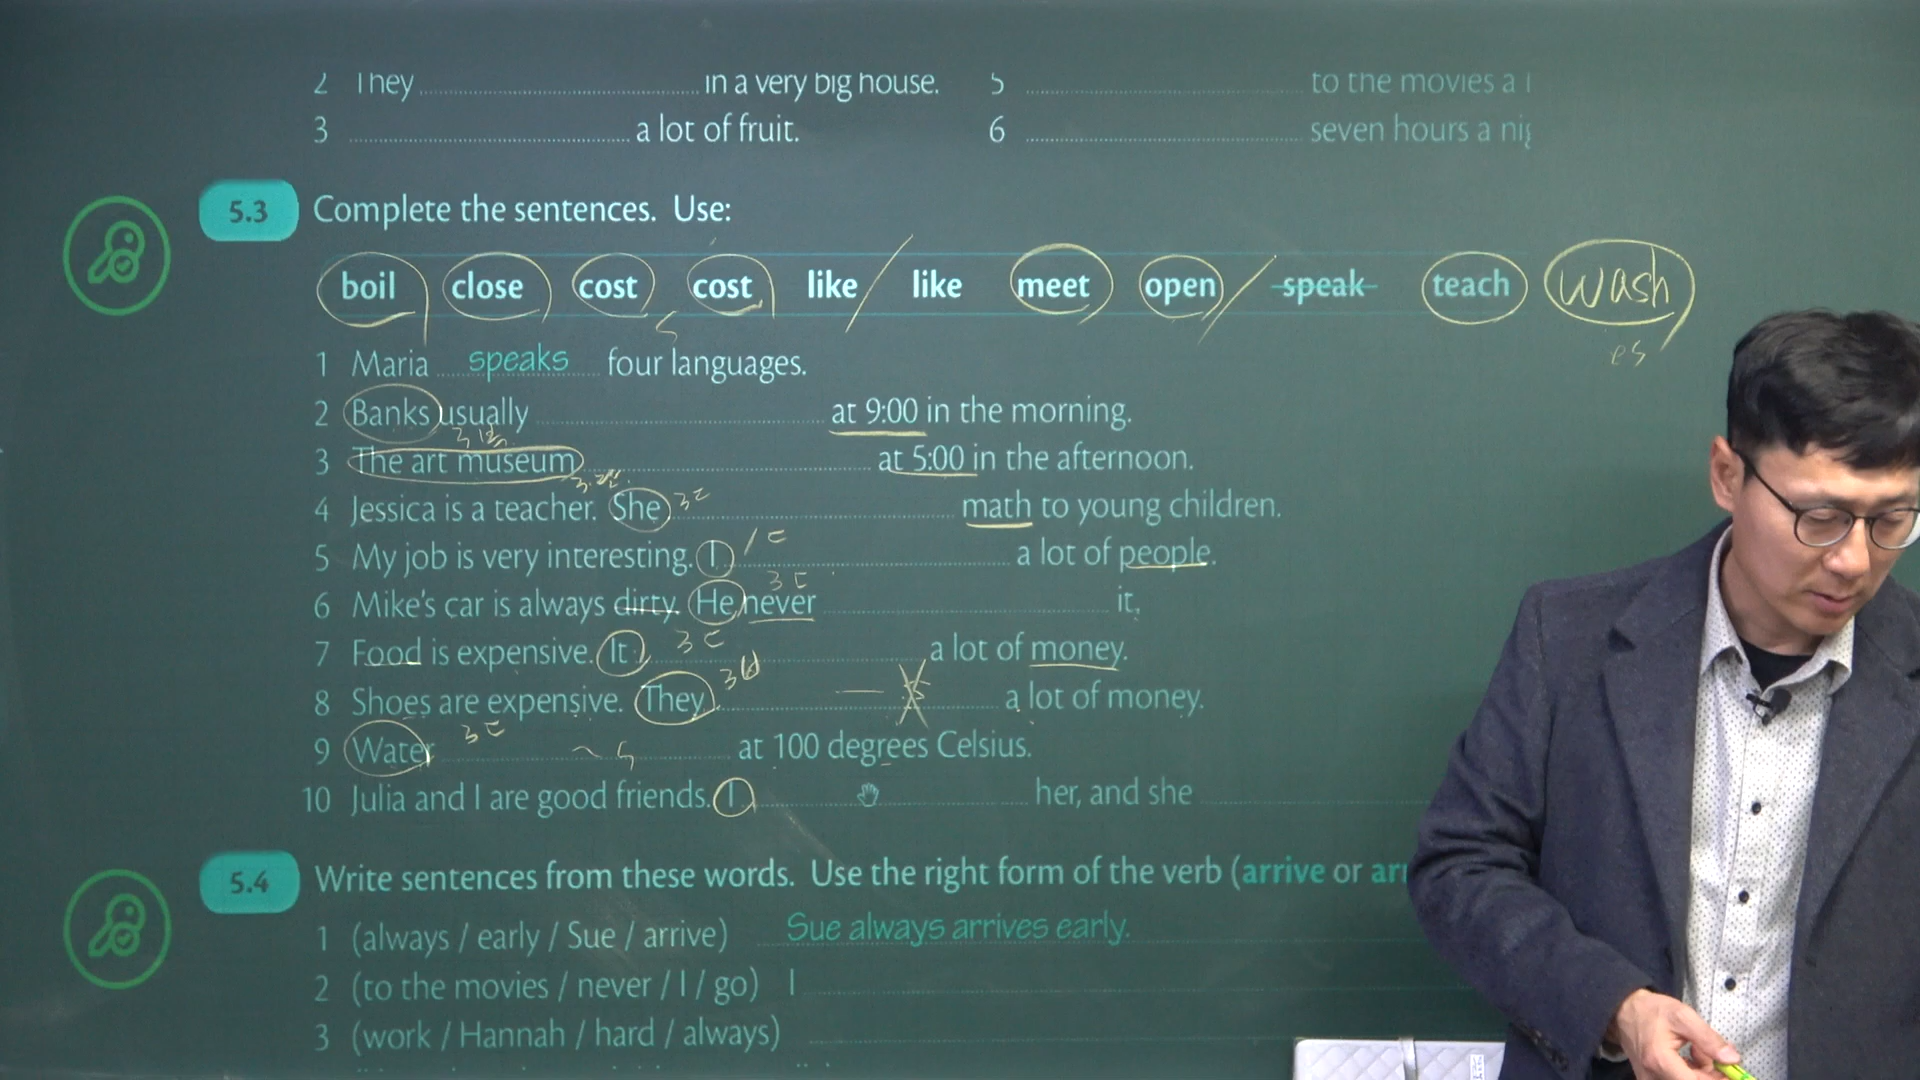 2 They in a very big house. 5 to the movies a
3 a lot of fruit. 6 seven hours a nig
5.3 Complete the sentences. Use:
boil close cost cost like like meet open speak teach wash
s
es
1 Maria speaks four languages.
2 Banks usually at 9:00 in the morning.
3 The art museum at 5:00 in the afternoon.
4 Jessica is a teacher. She math to young children.
5 My job is very interesting. I a lot of people.
6 Mike's car is always dirty. He never it.
7 Food is expensive. It a lot of money.
8 Shoes are expensive. They a lot of money.
9 Water s at 100 degrees Celsius.
10 Julia and I are good friends. I her, and she
5.4 Write sentences from these words. Use the right form of the verb (arrive or arr
1 (always / early / Sue / arrive) Sue always arrives early.
2 (to the movies / never / I / go) I
3 (work / Hannah / hard / always)